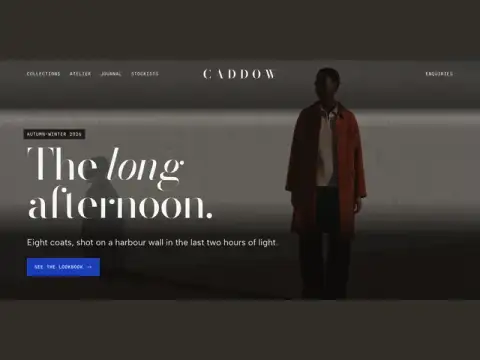 COLLECTIONS ATELIER JOURNAL STOCKISTS CADDOW ENQUIRIES
AUTUMN-WINTER 2026
The long
afternoon.
Eight coats, shot on a harbour wall in the last two hours of light.
SEE THE LOOKBOOK →